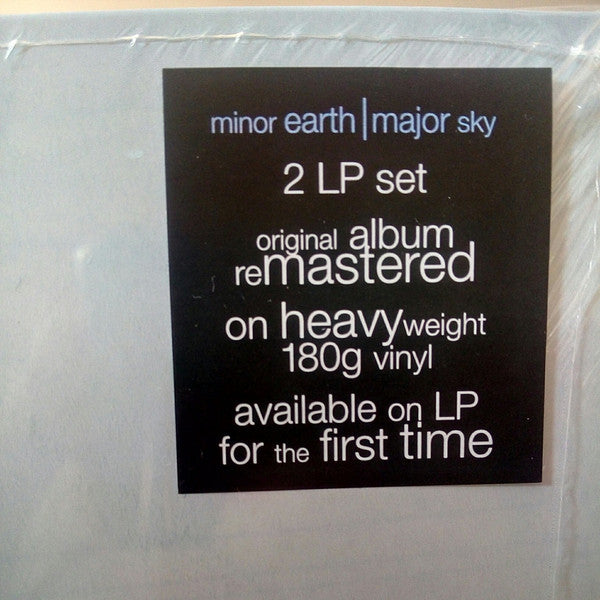 minor earth|major sky
2 LP set
original album
remastered
on heavyweight
180g vinyl
available on LP
for the first time